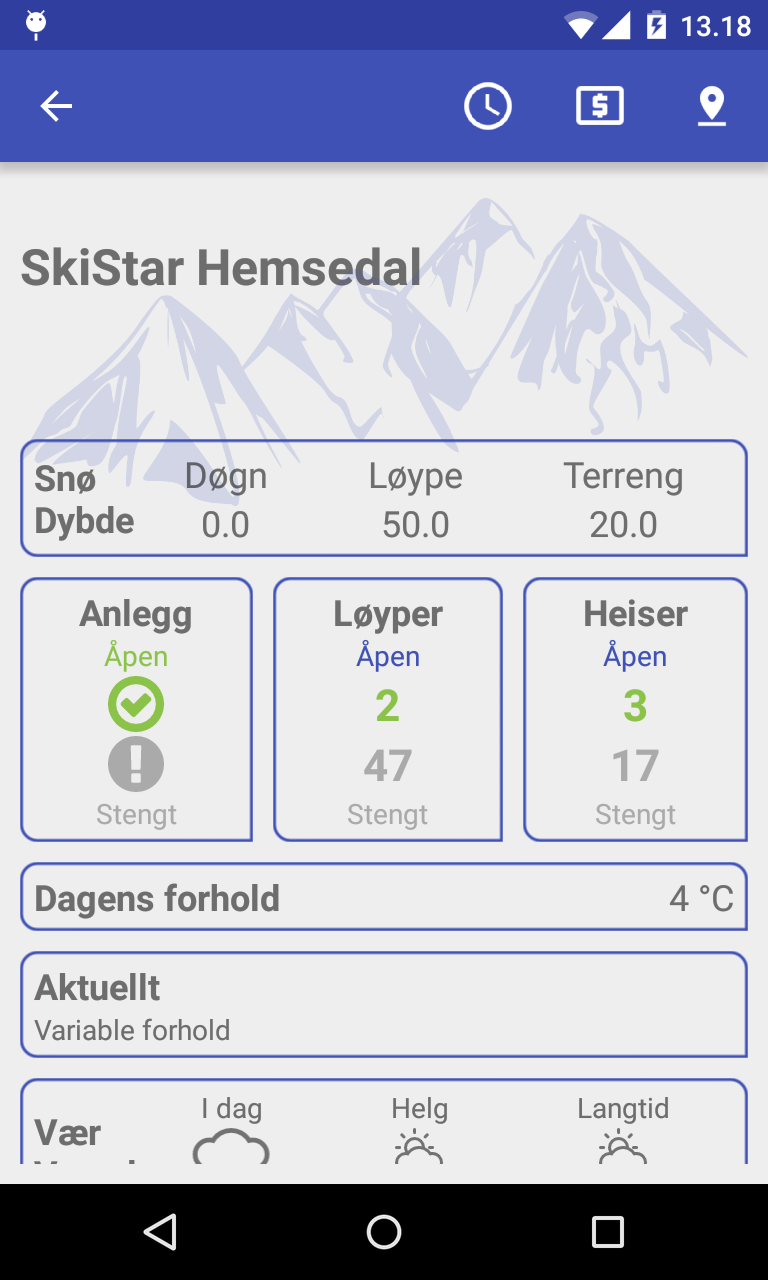 13.18
SkiStar Hemsedal
Snø Dybde
Døgn Løype Terreng
0.0 50.0 20.0
Anlegg Løyper Heiser
Åpen Åpen Åpen
2 3
47 17
Stengt Stengt Stengt
Dagens forhold 4 °C
Aktuellt
Variable forhold
I dag Helg Langtid
Vær